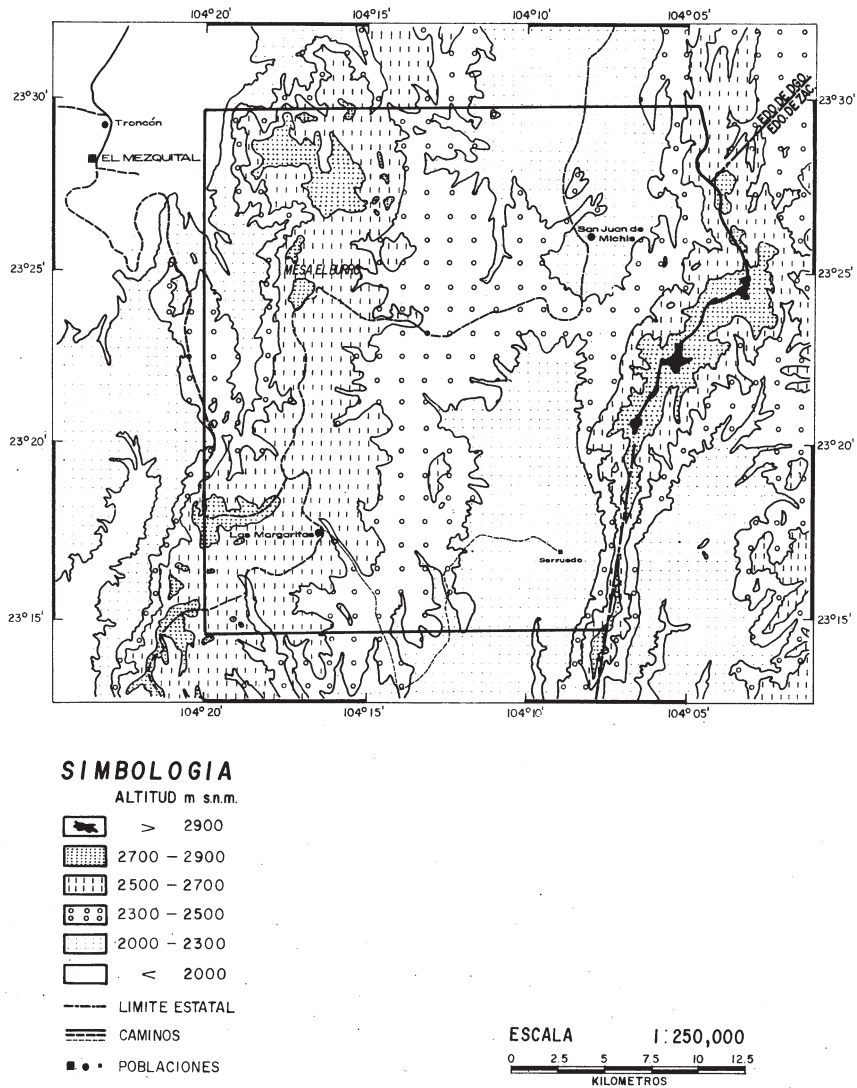 104° 20' 104° 15' 104° 10' 104° 05'
23° 30' 23° 30'
EDO. DE DGO.
EDO. DE ZAC.
Troncón
EL MEZQUITAL
San Juan de
Michis
23° 25' 23° 25'
MESA EL BURRO
23° 20' 23° 20'
Las Margaritas
Serruedo
23° 15' 23° 15'
104° 20' 104° 15' 104° 10' 104° 05'
SIMBOLOGIA
ALTITUD m s.n.m.
> 2900
2700 - 2900
2500 - 2700
2300 - 2500
2000 - 2300
< 2000
LIMITE ESTATAL
CAMINOS
POBLACIONES
ESCALA 1:250,000
0 2.5 5 7.5 10 12.5
KILOMETROS